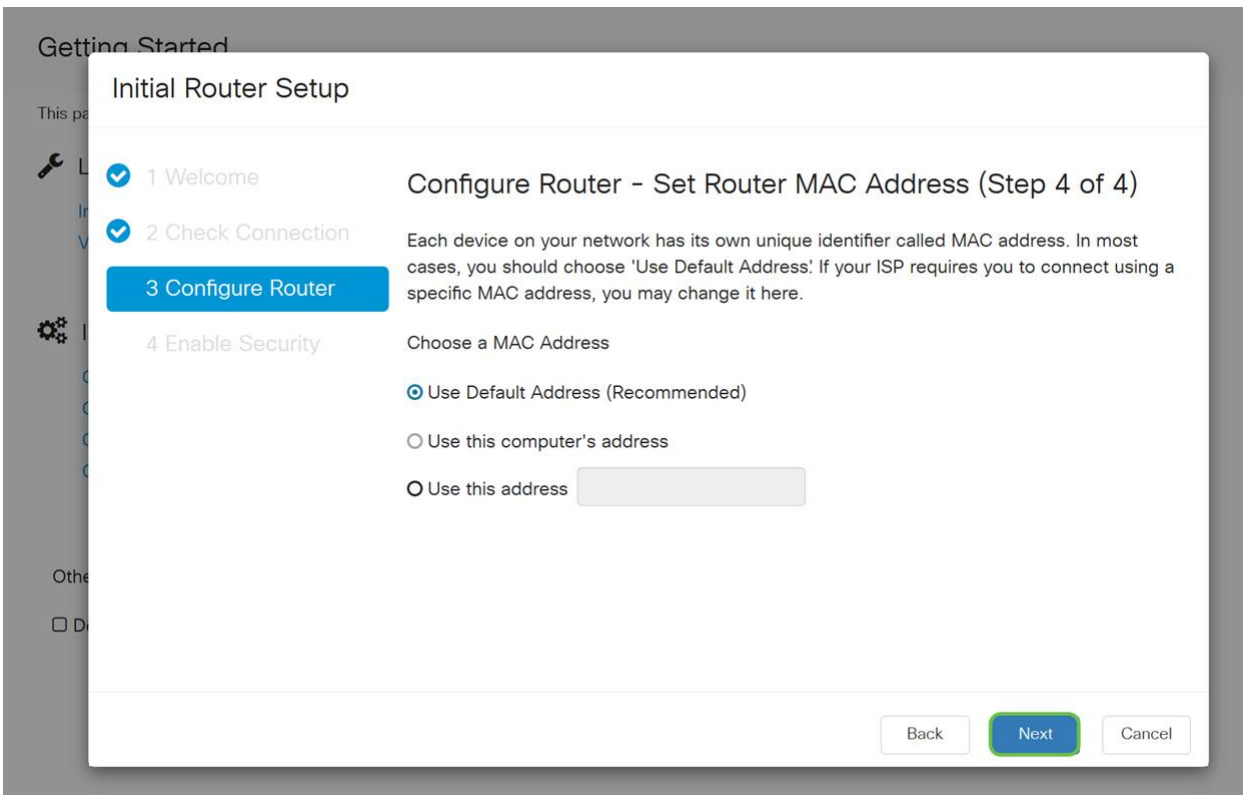 Getting Started
Initial Router Setup
This
1 Welcome
2 Check Connection
3 Configure Router
4 Enable Security
Configure Router - Set Router MAC Address (Step 4 of 4)
Each device on your network has its own unique identifier called MAC address. In most
cases, you should choose 'Use Default Address.' If your ISP requires you to connect using a
specific MAC address, you may change it here.
Choose a MAC Address
Use Default Address (Recommended)
Use this computer's address
Use this address
Back
Next
Cancel